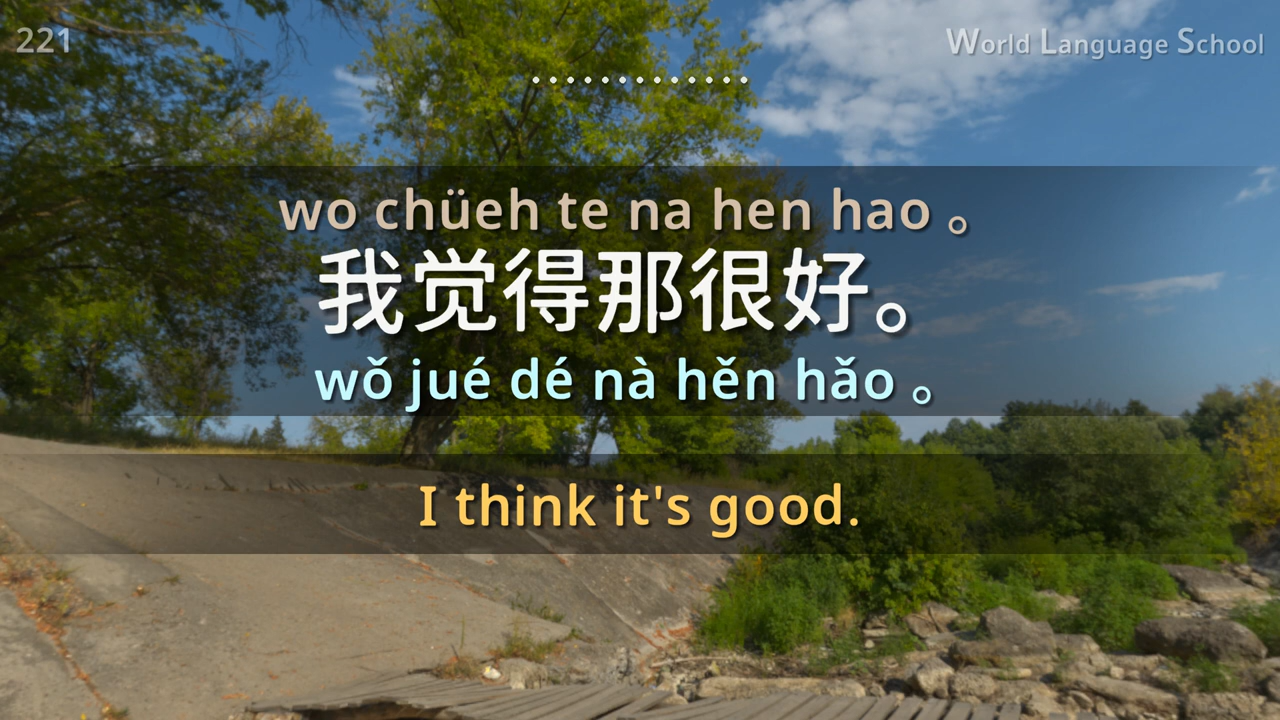 221
World Language School
wo chüeh te na hen hao 。
我觉得那很好。
wǒ jué dé nà hěn hǎo 。
I think it's good.